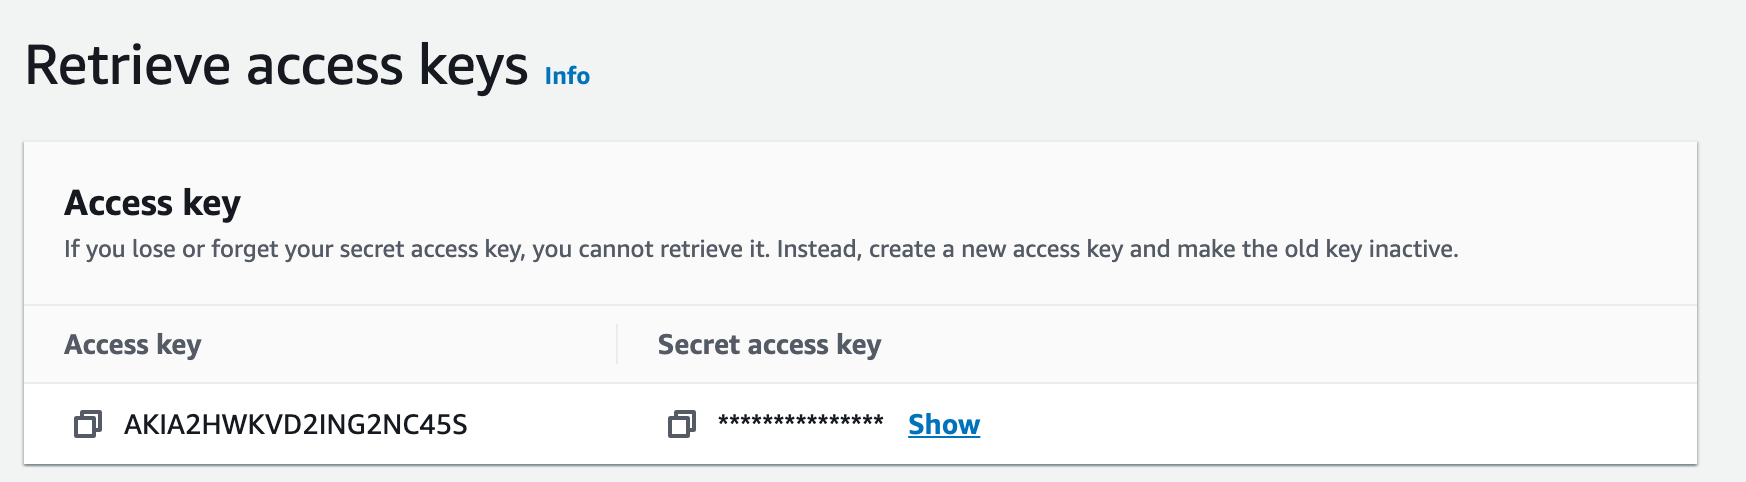 Retrieve access keys Info
Access key
If you lose or forget your secret access key, you cannot retrieve it. Instead, create a new access key and make the old key inactive.
Access key Secret access key
AKIA2HWKVD2ING2NC45S *************** Show